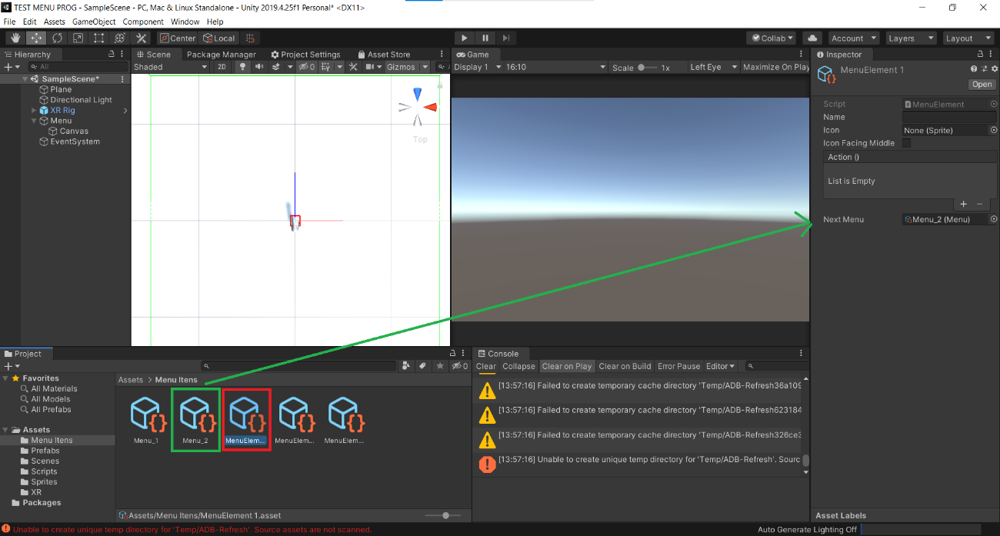 TEST MENU PROG - SampleScene - PC, Mac & Linux Standalone - Unity 2019.4.25f1 Personal* <DX11>
File Edit Assets GameObject Component Window Help
Center Local Collab Account Layers Layout
Hierarchy
All
SampleScene*
Plane
Directional Light
XR Rig
Menu
Canvas
EventSystem
Scene Package Manager Project Settings Asset Store
Shaded 2D 0 Gizmos
Top
Game
Display 1 16:10 Scale 1x Left Eye Maximize On Play
Inspector
MenuElement 1
Open
Script MenuElement
Name
Icon None (Sprite)
Icon Facing Middle
Action ()
List is Empty
+ −
Next Menu Menu_2 (Menu)
Project
0
Favorites
All Materials
All Models
All Prefabs
Assets
Menu Itens
Prefabs
Scenes
Scripts
Sprites
XR
Packages
Assets > Menu Itens
Menu_1 Menu_2 MenuElem... MenuElem... MenuElem...
Assets/Menu Itens/MenuElement 1.asset
Console
Clear Collapse Clear on Play Clear on Build Error Pause Editor
[13:57:16] Failed to create temporary cache directory 'Temp/ADB-Refresh36a109
[13:57:16] Failed to create temporary cache directory 'Temp/ADB-Refresh623184
[13:57:16] Failed to create temporary cache directory 'Temp/ADB-Refresh326ce3
[13:57:16] Unable to create unique temp directory for 'Temp/ADB-Refresh'. Sourc
Asset Labels
Unable to create unique temp directory for 'Temp/ADB-Refresh'. Source assets are not scanned.
Auto Generate Lighting Off